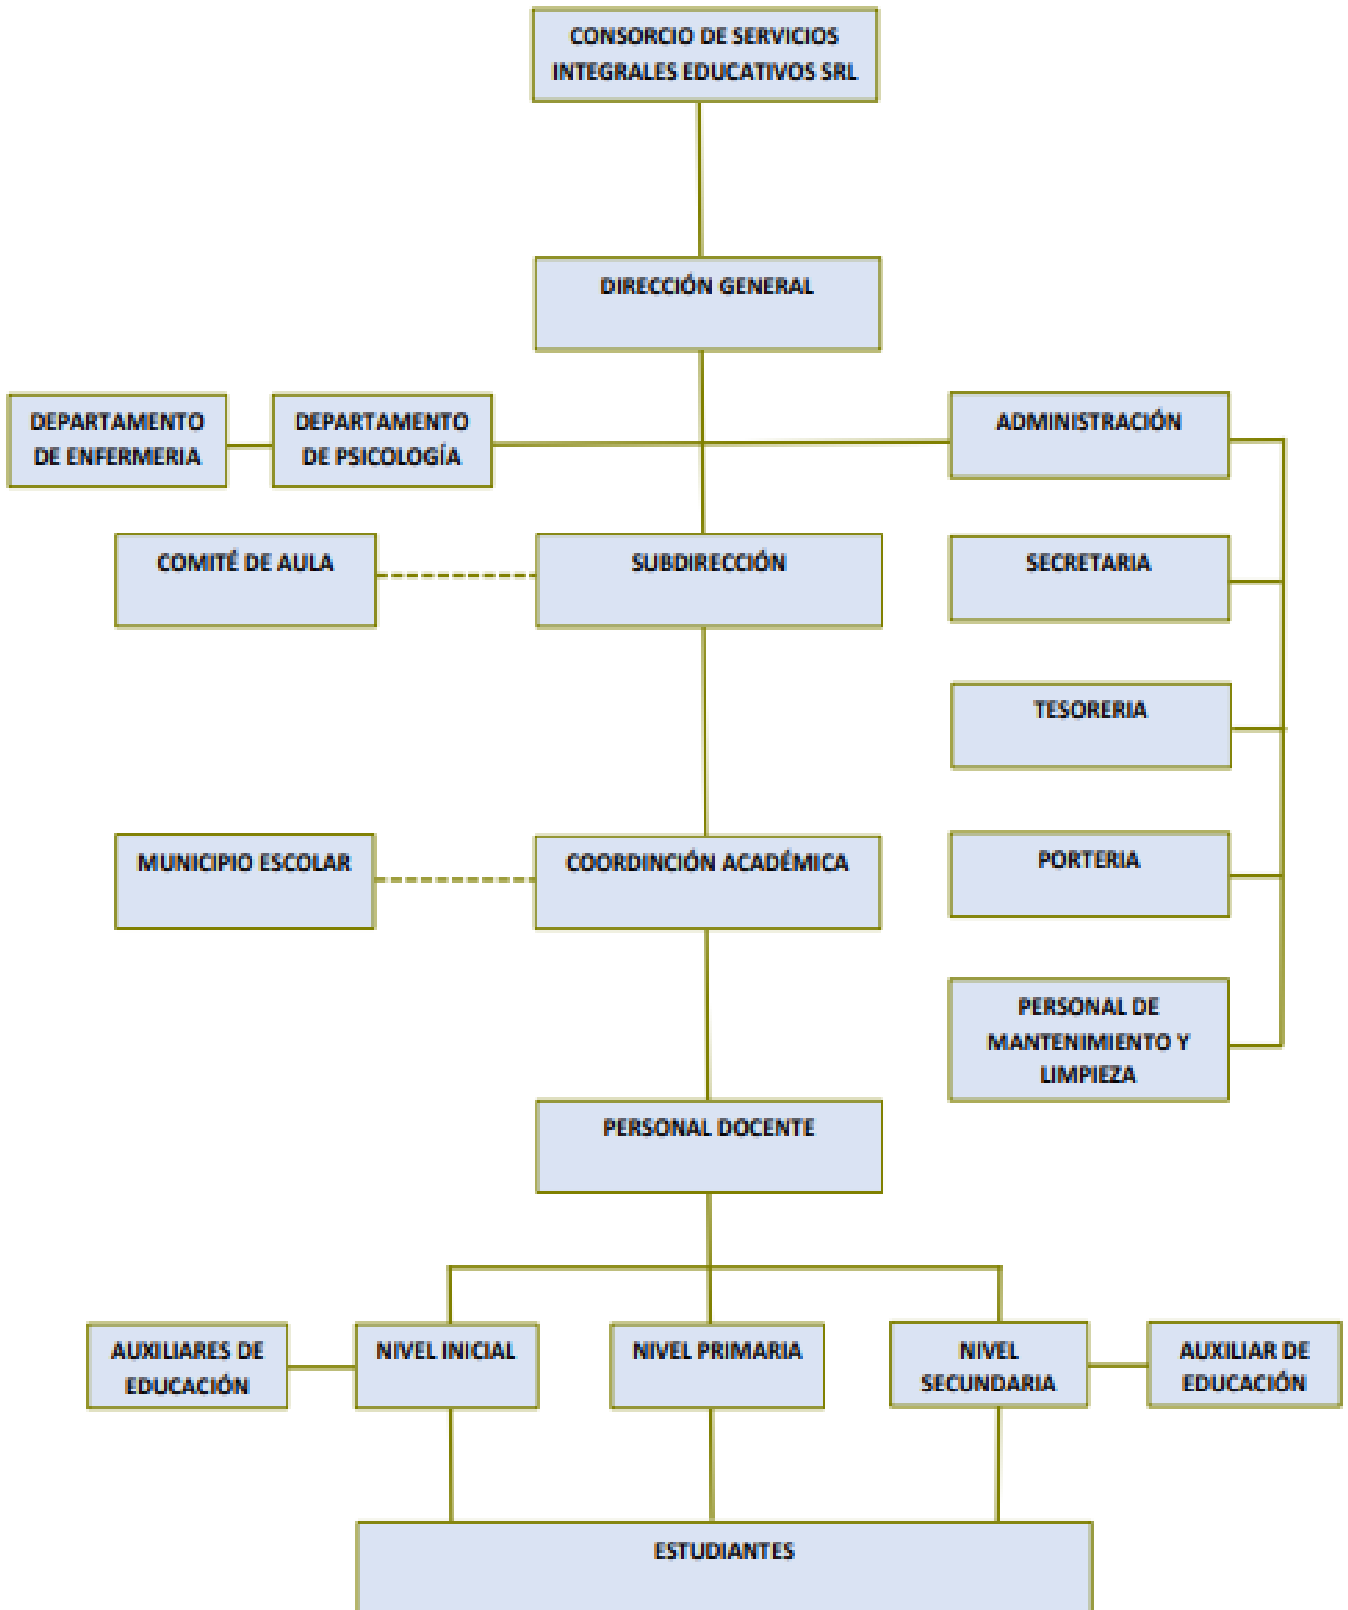 CONSORCIO DE SERVICIOS
INTEGRALES EDUCATIVOS SRL
DIRECCIÓN GENERAL
DEPARTAMENTO
DE ENFERMERIA
DEPARTAMENTO
DE PSICOLOGÍA
ADMINISTRACIÓN
COMITÉ DE AULA
SUBDIRECCIÓN
SECRETARIA
TESORERIA
MUNICIPIO ESCOLAR
COORDINCIÓN ACADÉMICA
PORTERIA
PERSONAL DE
MANTENIMIENTO Y
LIMPIEZA
PERSONAL DOCENTE
AUXILIARES DE
EDUCACIÓN
NIVEL INICIAL
NIVEL PRIMARIA
NIVEL
SECUNDARIA
AUXILIAR DE
EDUCACIÓN
ESTUDIANTES